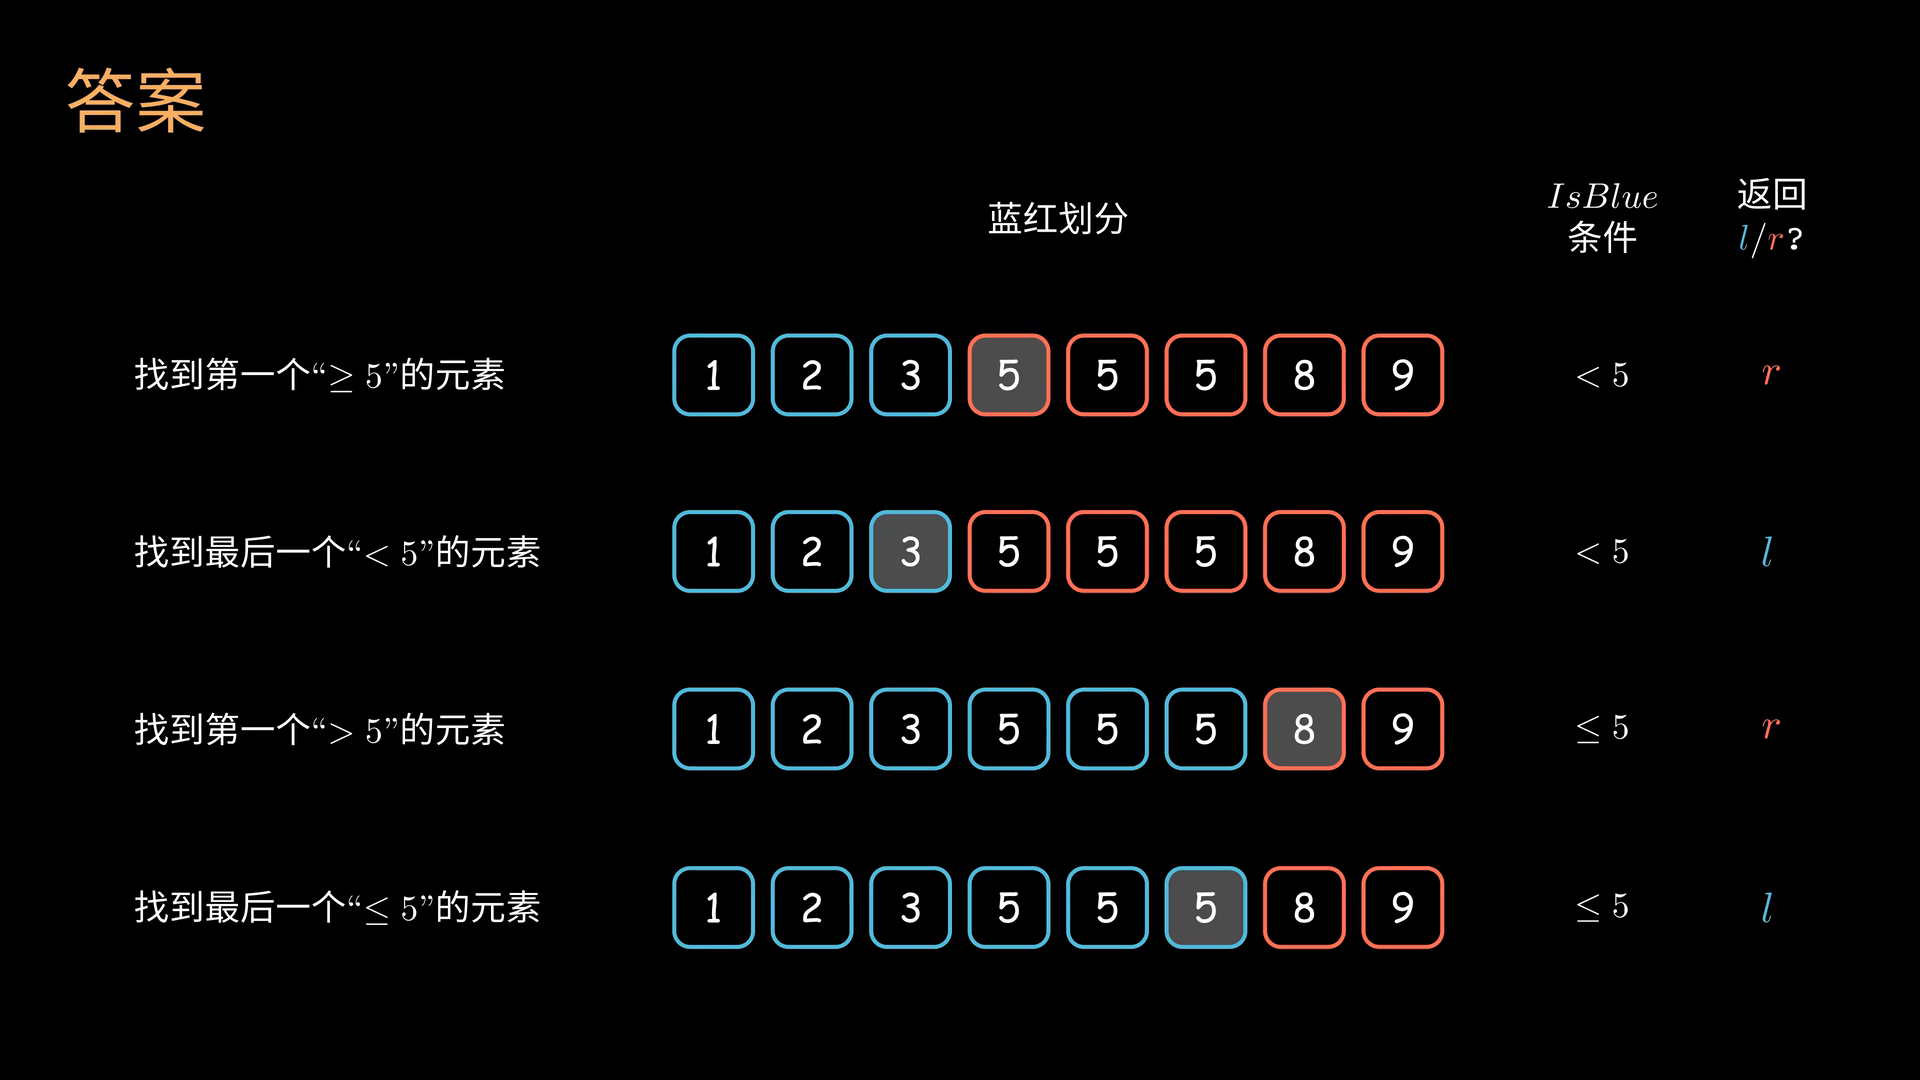 答案
蓝红划分
IsBlue
条件
返回
l/r?
找到第一个“≥ 5”的元素
1 2 3 5 5 5 8 9
< 5
r
找到最后一个“< 5”的元素
1 2 3 5 5 5 8 9
< 5
l
找到第一个“> 5”的元素
1 2 3 5 5 5 8 9
≤ 5
r
找到最后一个“≤ 5”的元素
1 2 3 5 5 5 8 9
≤ 5
l